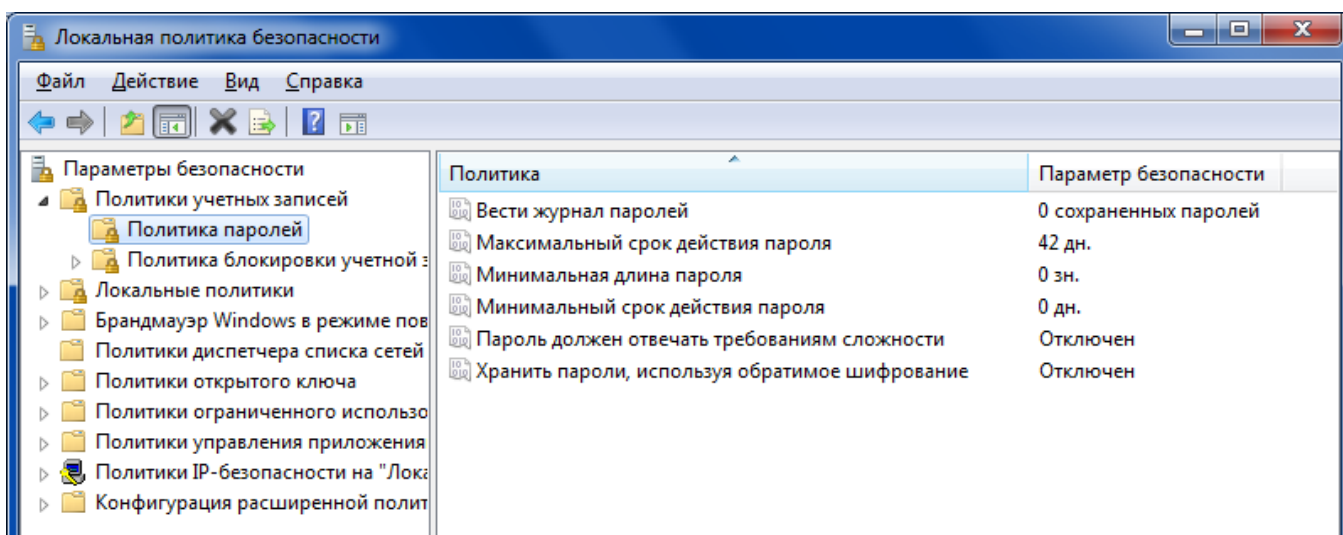 Локальная политика безопасности
Файл Действие Вид Справка
Параметры безопасности
Политики учетных записей
Политика паролей
Политика блокировки учетной з
Локальные политики
Брандмауэр Windows в режиме пов
Политики диспетчера списка сетей
Политики открытого ключа
Политики ограниченного использо
Политики управления приложения
Политики IP-безопасности на "Лока
Конфигурация расширенной полит
Политика Параметр безопасности
Вести журнал паролей 0 сохраненных паролей
Максимальный срок действия пароля 42 дн.
Минимальная длина пароля 0 зн.
Минимальный срок действия пароля 0 дн.
Пароль должен отвечать требованиям сложности Отключен
Хранить пароли, используя обратимое шифрование Отключен